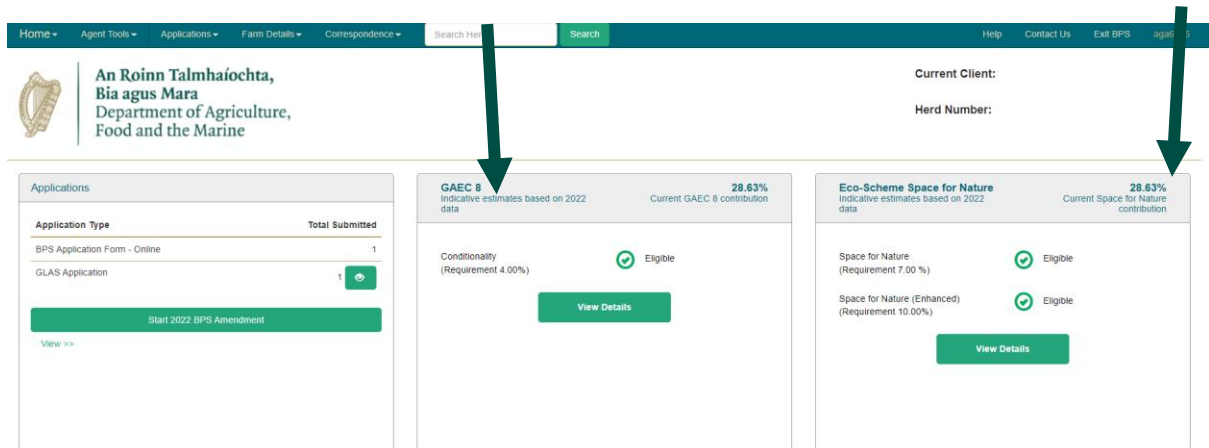 Home Agent Tools Applications Farm Details Correspondence Search Search Help Contact Us Exit BPS
An Roinn Talmhaíochta,
Bia agus Mara
Department of Agriculture,
Food and the Marine
Current Client:
Herd Number:
Applications
Application Type Total Submitted
BPS Application Form - Online 1
GLAS Application 1
Start 2022 BPS Amendment
View >>
GAEC 8 28.63%
Indicative estimates based on 2022 Current GAEC 8 contribution
data
Conditionality Eligible
(Requirement 4.00%)
View Details
Eco-Scheme Space for Nature 28.63%
Indicative estimates based on 2022 Current Space for Nature
data contribution
Space for Nature Eligible
(Requirement 7.00 %)
Space for Nature (Enhanced) Eligible
(Requirement 10.00%)
View Details